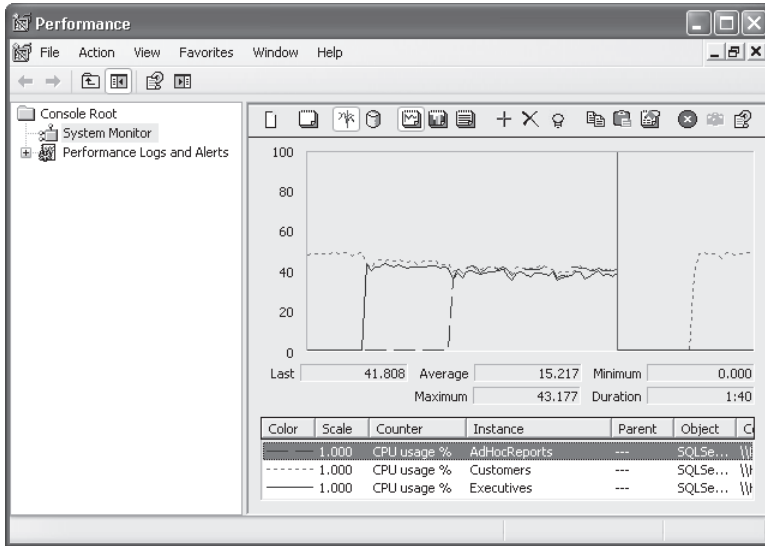 Performance
File Action View Favorites Window Help
Console Root
System Monitor
Performance Logs and Alerts
100
80
60
40
20
0
Last 41.808 Average 15.217 Minimum 0.000
Maximum 43.177 Duration 1:40
Color Scale Counter Instance Parent Object
1.000 CPU usage % AdHocReports --- SQLSe...
1.000 CPU usage % Customers --- SQLSe...
1.000 CPU usage % Executives --- SQLSe...